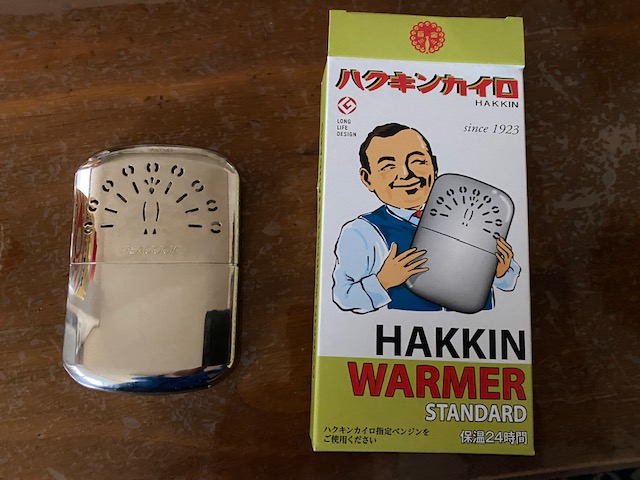 PEACOCK
ハクキンカイロ
HAKKIN
LONG
LIFE
DESIGN
since 1923
HAKKIN
WARMER
STANDARD
ハクキンカイロ指定ベンジンを
ご使用ください
保温24時間